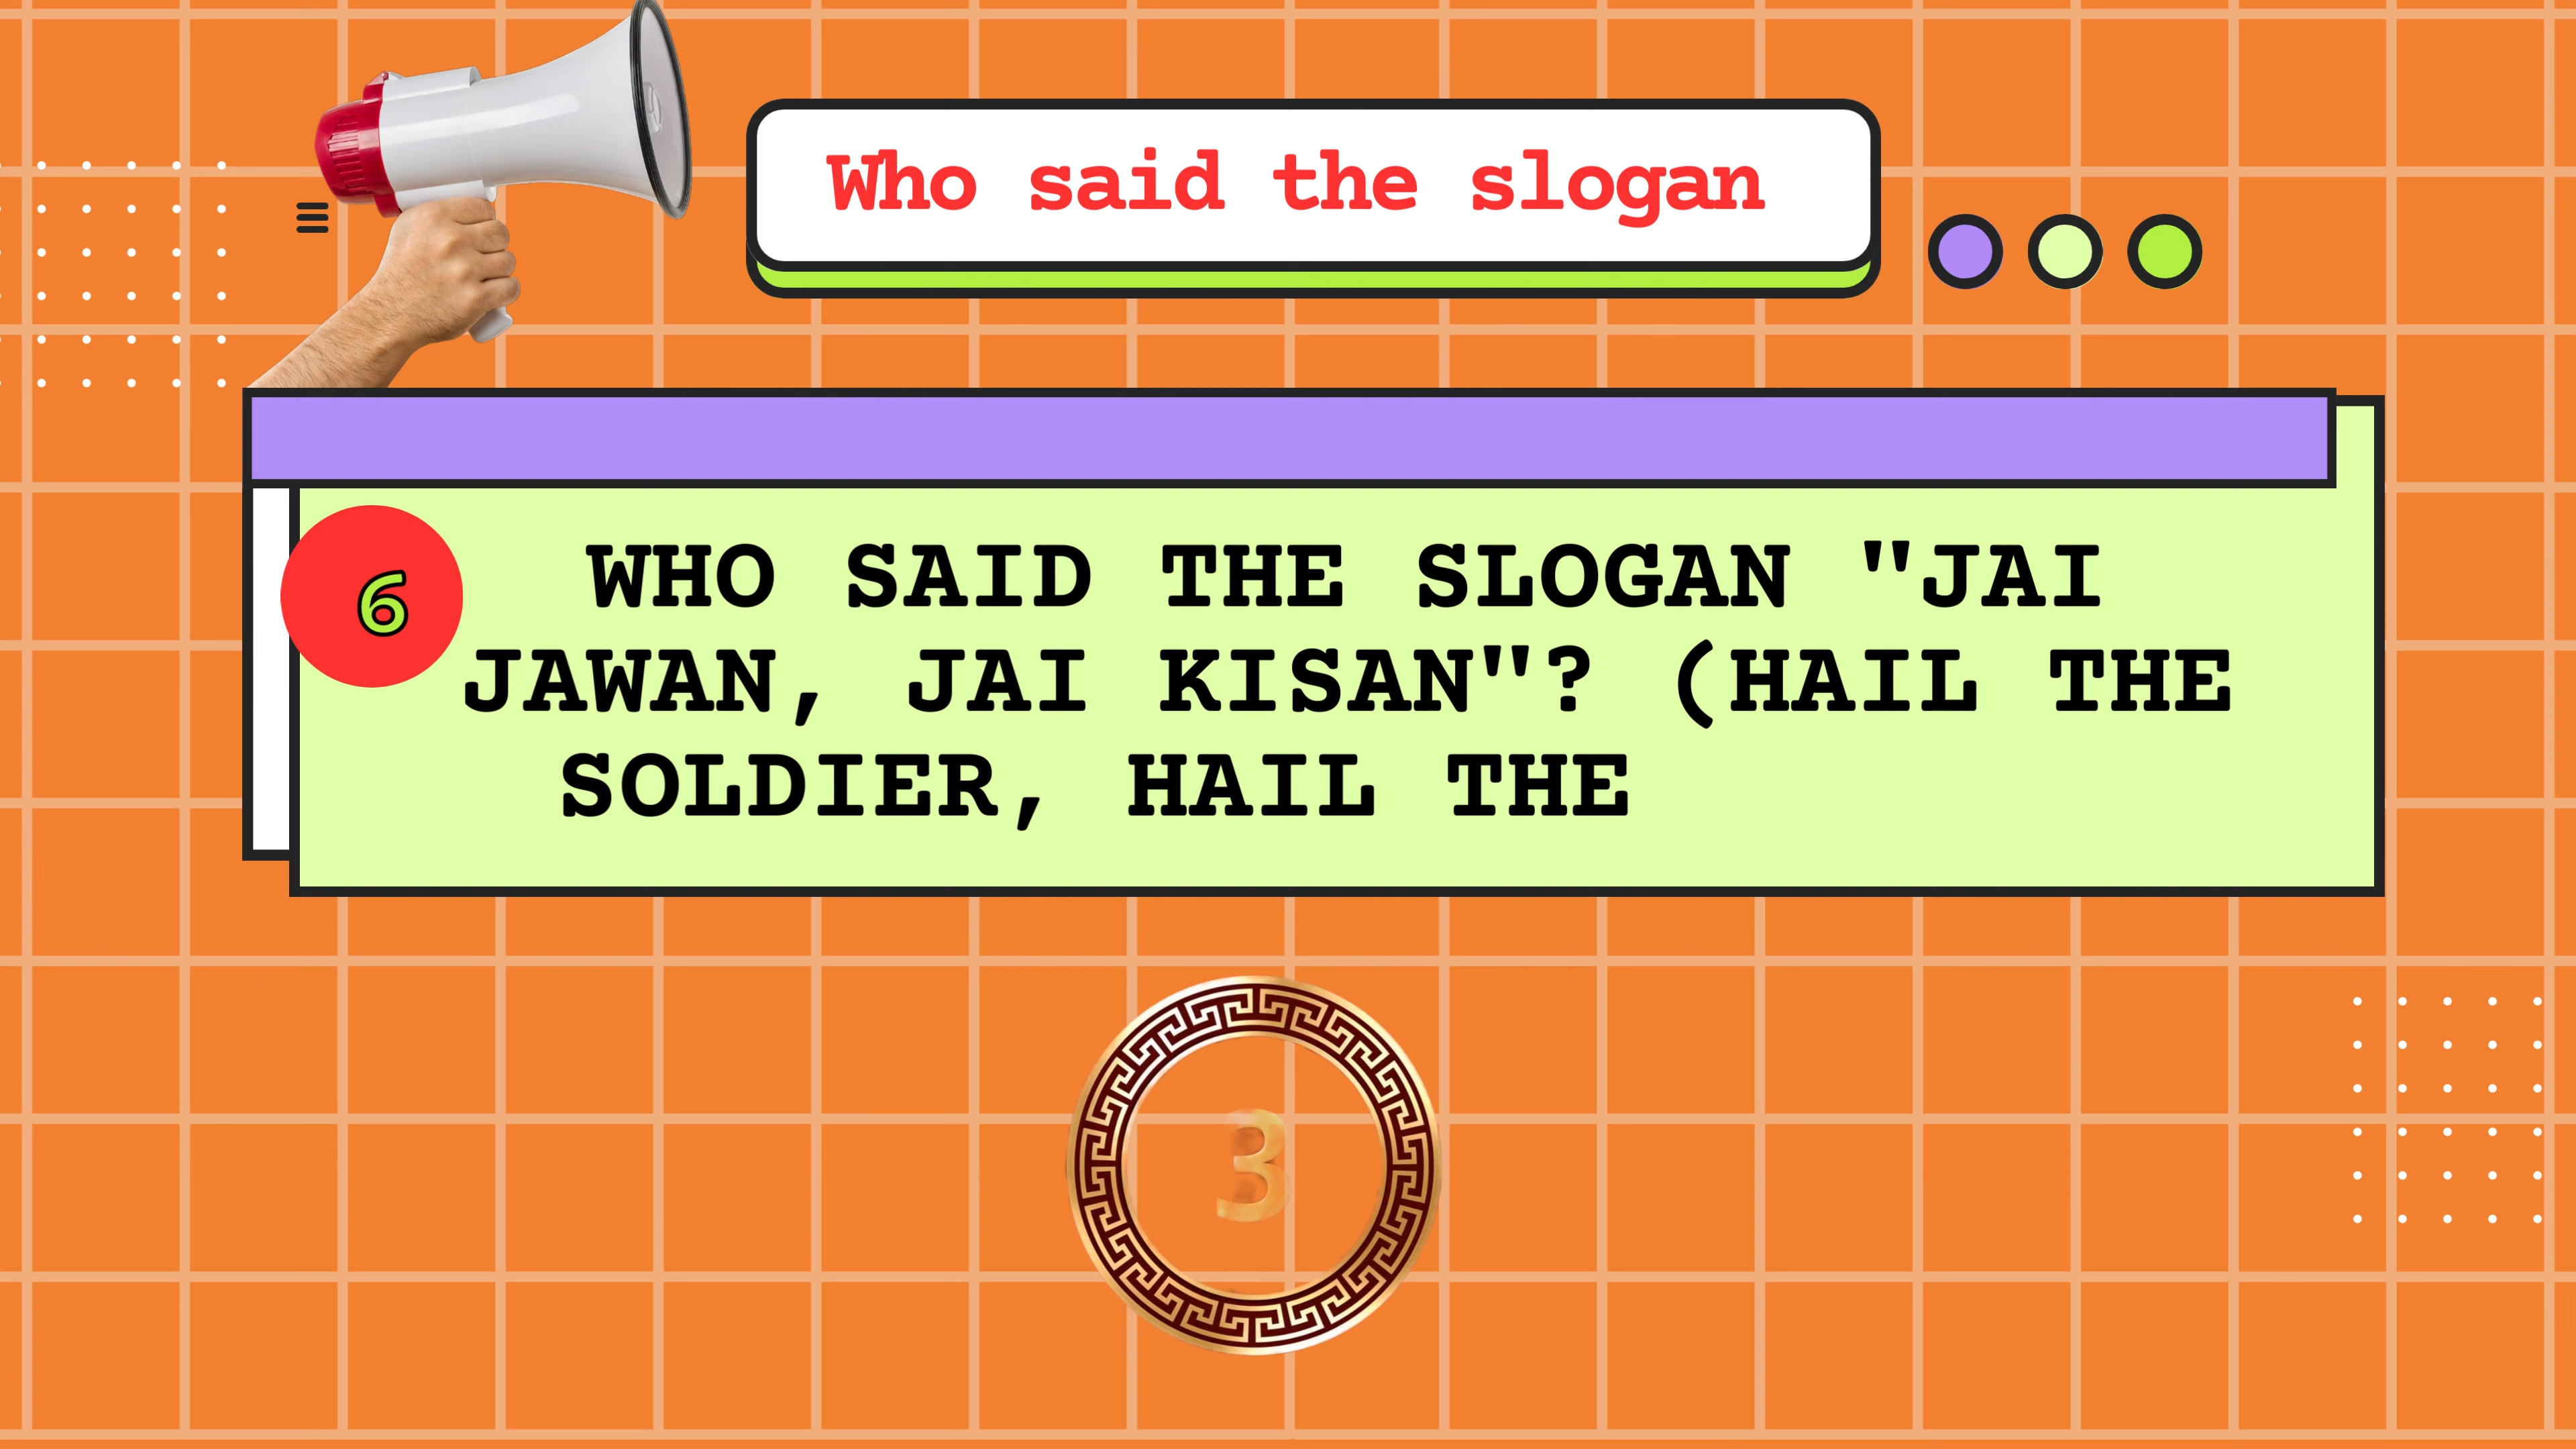 Who said the slogan
6
WHO SAID THE SLOGAN "JAI
JAWAN, JAI KISAN"? (HAIL THE
SOLDIER, HAIL THE
3